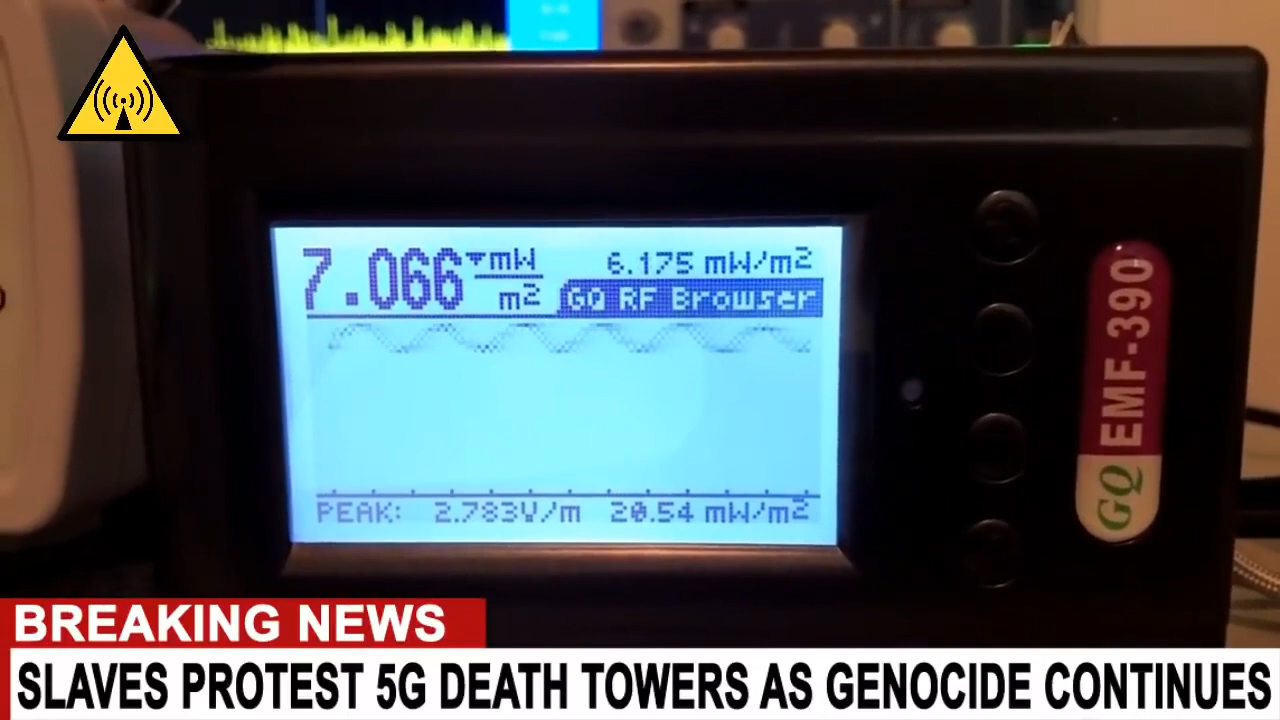 7.066 mW/m2
6.175 mW/m2
GQ RF Browser
PEAK: 2.783V/m 20.54 mW/m2
GQ EMF-390
BREAKING NEWS
SLAVES PROTEST 5G DEATH TOWERS AS GENOCIDE CONTINUES